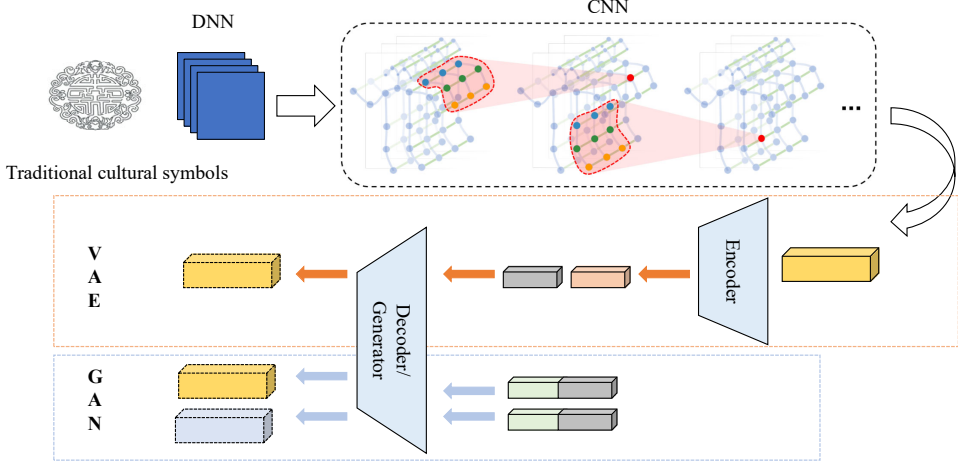 DNN
CNN
...
Traditional cultural symbols
V
A
E
Encoder
Decoder/
Generator
G
A
N